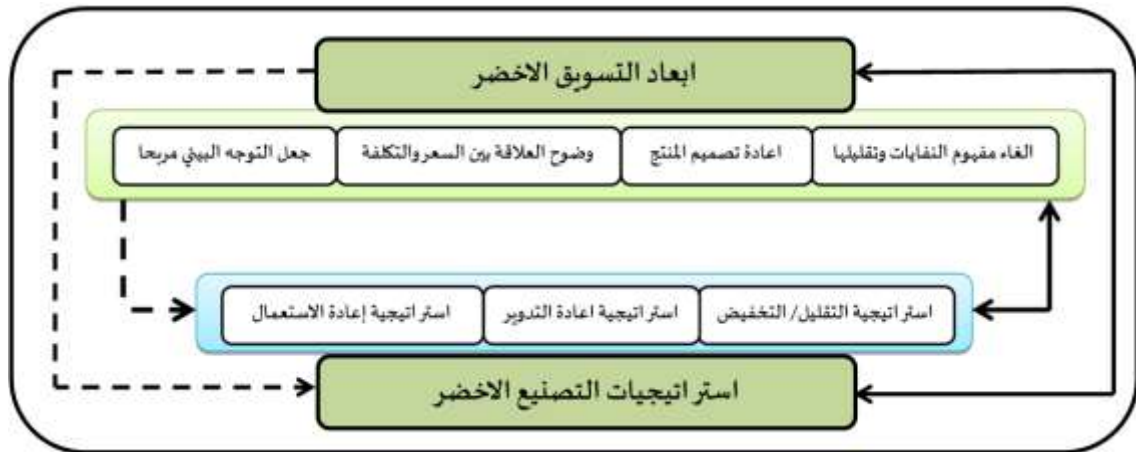 ابعاد التسويق الاخضر
الغاء مفهوم النفايات وتقليلها
اعادة تصميم المنتج
وضوح العلاقة بين السعر والتكلفة
جعل التوجه البيئي مربحا
استراتيجية التقليل/ التخفيض
استراتيجية اعادة التدوير
استراتيجية إعادة الاستعمال
استراتيجيات التصنيع الاخضر